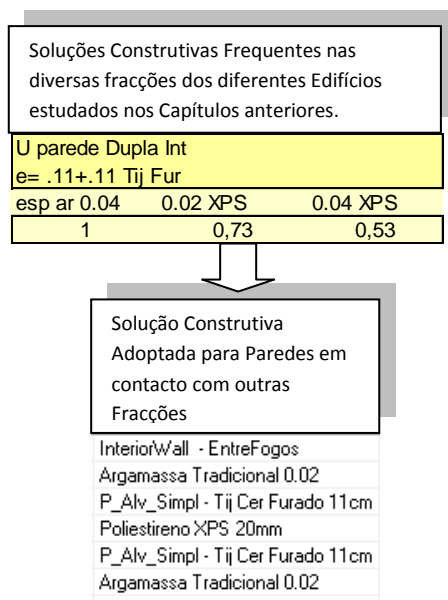 Soluções Construtivas Frequentes nas
diversas fracções dos diferentes Edifícios
estudados nos Capítulos anteriores.
U parede Dupla Int
e= .11+.11 Tij Fur
esp ar 0.04 0.02 XPS 0.04 XPS
1 0,73 0,53
Solução Construtiva
Adoptada para Paredes em
contacto com outras
Fracções
InteriorWall - EntreFogos
Argamassa Tradicional 0.02
P_Alv_Simpl - Tij Cer Furado 11cm
Poliestireno XPS 20mm
P_Alv_Simpl - Tij Cer Furado 11cm
Argamassa Tradicional 0.02